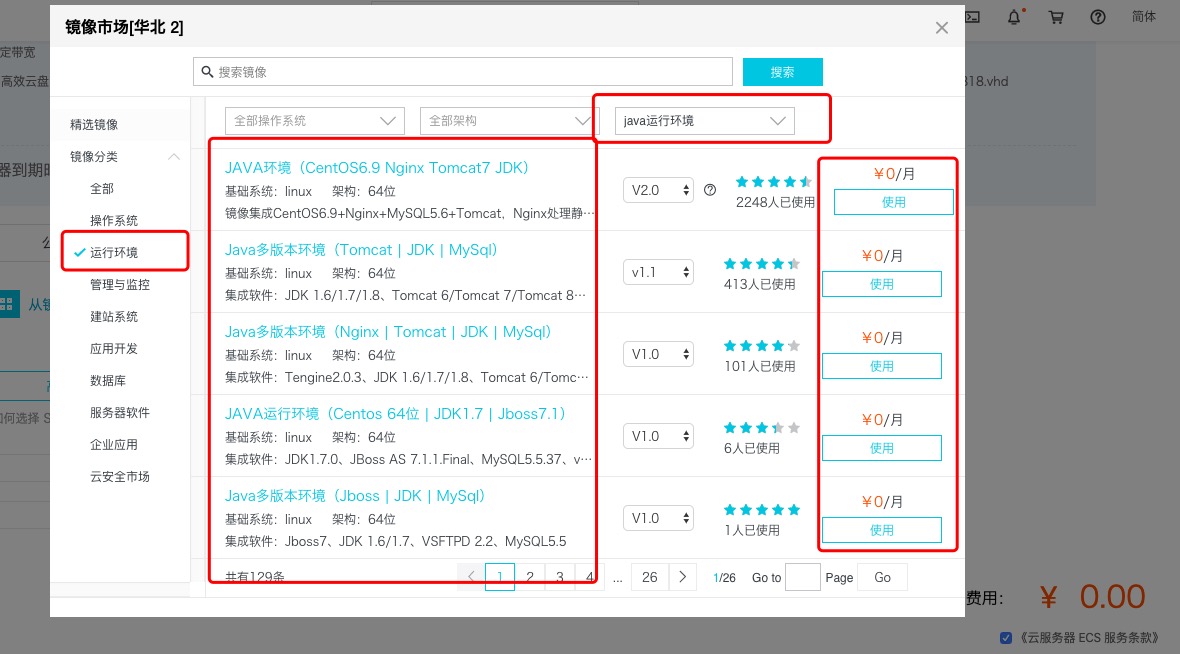 镜像市场[华北 2]
简体
定带宽
高效云盘
318.vhd
器到期时
搜索镜像
搜索
精选镜像
镜像分类
全部
操作系统
运行环境
管理与监控
建站系统
应用开发
数据库
服务器软件
企业应用
云安全市场
全部操作系统
全部架构
java运行环境
JAVA环境（CentOS6.9 Nginx Tomcat7 JDK）
基础系统：linux 架构：64位
镜像集成CentOS6.9+Nginx+MySQL5.6+Tomcat，Nginx处理静…
V2.0
2248人已使用
￥0/月
使用
Java多版本环境（Tomcat | JDK | MySql）
基础系统：linux 架构：64位
集成软件：JDK 1.6/1.7/1.8、Tomcat 6/Tomcat 7/Tomcat 8…
v1.1
413人已使用
￥0/月
使用
Java多版本环境（Nginx | Tomcat | JDK | MySql）
基础系统：linux 架构：64位
集成软件：Tengine2.0.3、JDK 1.6/1.7/1.8、Tomcat 6/Tomc…
V1.0
101人已使用
￥0/月
使用
JAVA运行环境（Centos 64位 | JDK1.7 | Jboss7.1）
基础系统：linux 架构：64位
集成软件：JDK1.7.0、JBoss AS 7.1.1.Final、MySQL5.5.37、v…
V1.0
6人已使用
￥0/月
使用
Java多版本环境（Jboss | JDK | MySql）
基础系统：linux 架构：64位
集成软件：Jboss7、JDK 1.6/1.7、VSFTPD 2.2、MySQL5.5
V1.0
1人已使用
￥0/月
使用
共有129条
1 2 3 4 ... 26
1/26 Go to Page Go
从镜
如何选择 S
费用：￥ 0.00
《云服务器 ECS 服务条款》